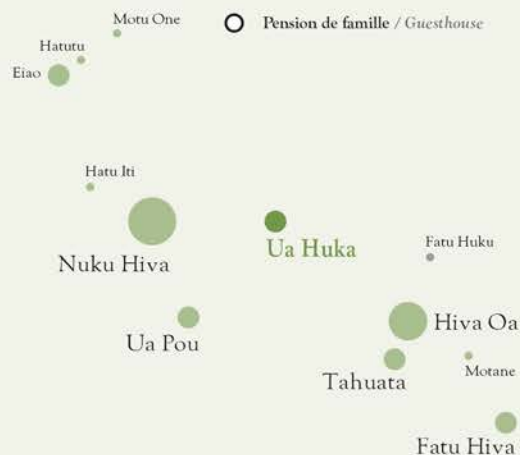 Motu One
Pension de famille / Guesthouse
Hatutu
Eiao
Hatu Iti
Ua Huka
Fatu Huku
Nuku Hiva
Hiva Oa
Ua Pou
Motane
Tahuata
Fatu Hiva